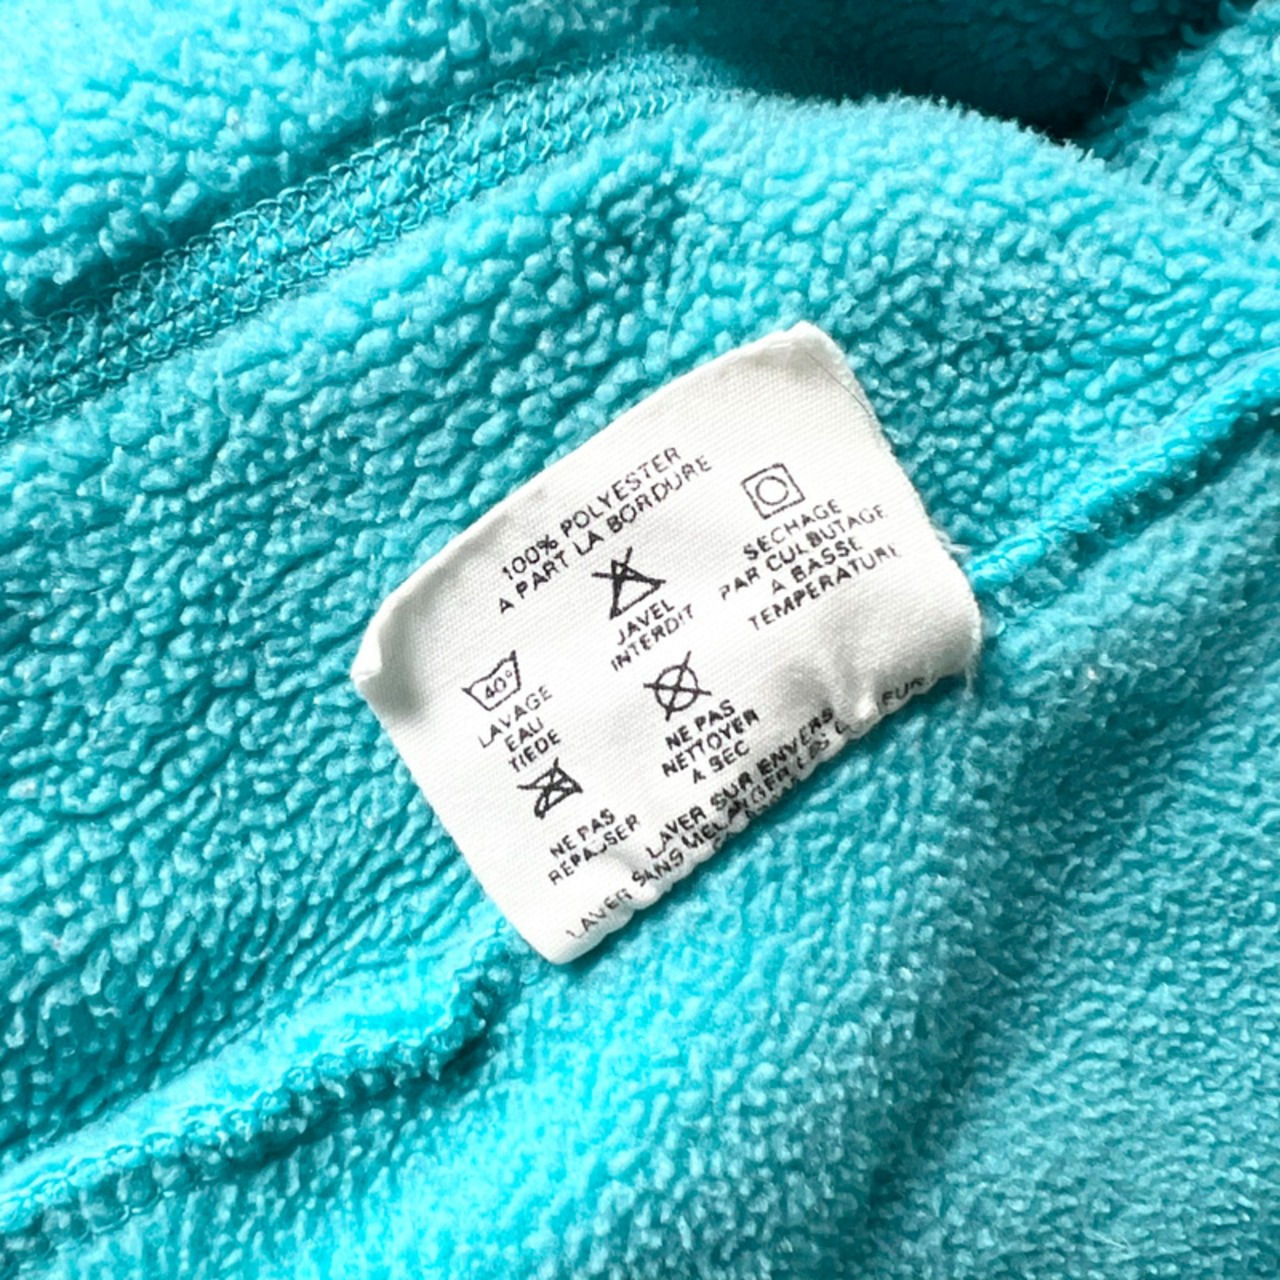 100% POLYESTER
A PART LA BORDURE
40°
LAVAGE
EAU
TIEDE
JAVEL
INTERDIT
SECHAGE
PAR CULBUTAGE
A BASSE
TEMPERATURE
NE PAS
REPASSER
NE PAS
NETTOYER
A SEC
LAVER SUR ENVERS
LAVER SANS MELANGER LES